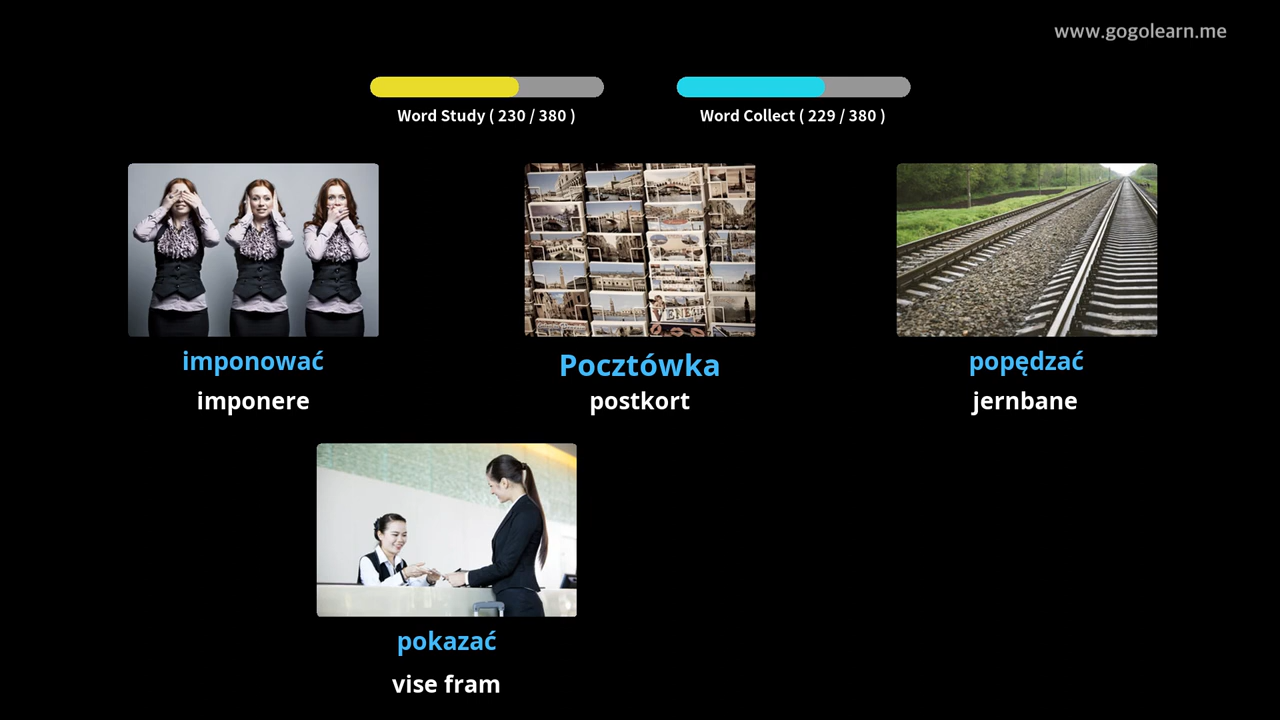 www.gogolearn.me
Word Study ( 230 / 380 )
Word Collect ( 229 / 380 )
imponować
imponere
Pocztówka
postkort
popędzać
jernbane
pokazać
vise fram